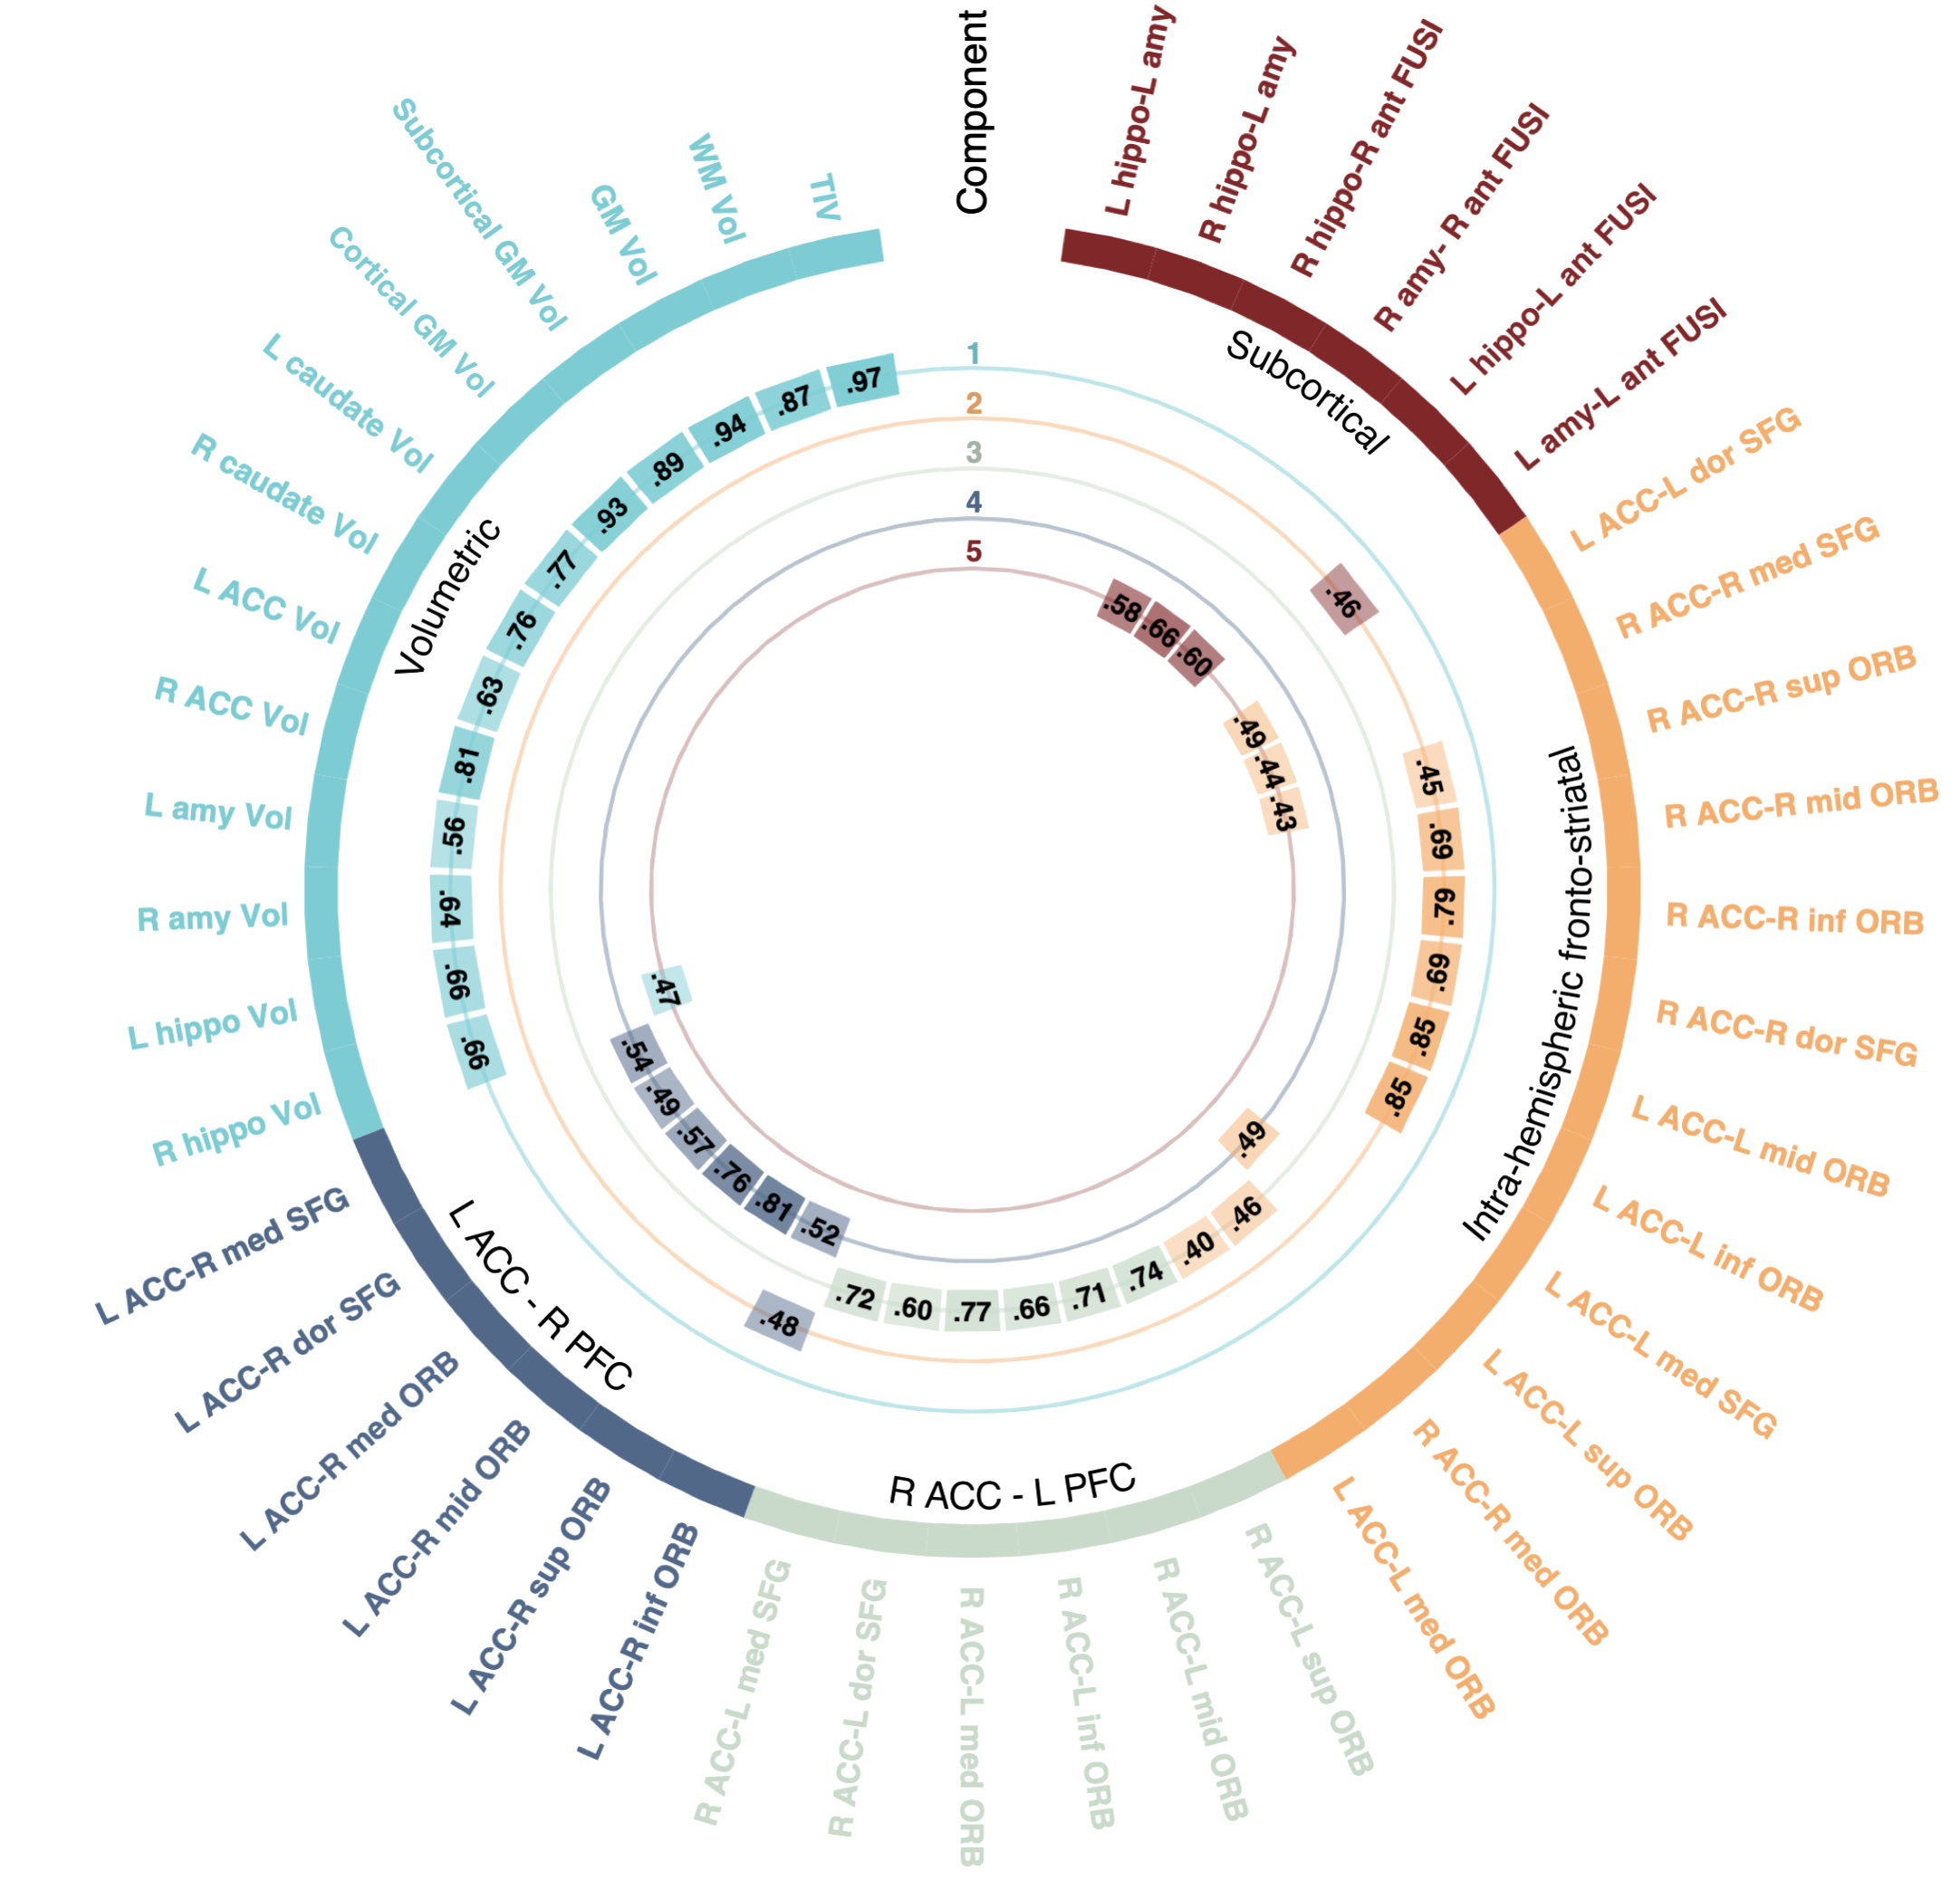 Component
L hippo-L amy
R hippo-L amy
R hippo-R ant FUSI
R amy- R ant FUSI
L hippo-L ant FUSI
L amy-L ant FUSI
L ACC-L dor SFG
R ACC-R med SFG
R ACC-R sup ORB
R ACC-R mid ORB
R ACC-R inf ORB
R ACC-R dor SFG
L ACC-L mid ORB
L ACC-L inf ORB
L ACC-L med SFG
L ACC-L sup ORB
R ACC-R med ORB
L ACC-L med ORB
R ACC-L sup ORB
R ACC-L mid ORB
R ACC-L inf ORB
R ACC-L med ORB
R ACC-L dor SFG
R ACC-L med SFG
L ACC-R inf ORB
L ACC-R sup ORB
L ACC-R mid ORB
L ACC-R med ORB
L ACC-R dor SFG
L ACC-R med SFG
R hippo Vol
L hippo Vol
R amy Vol
L amy Vol
R ACC Vol
L ACC Vol
R caudate Vol
L caudate Vol
Cortical GM Vol
Subcortical GM Vol
GM Vol
WM Vol
TIV
Subcortical
Intra-hemispheric fronto-striatal
R ACC - L PFC
L ACC - R PFC
Volumetric
1
2
3
4
5
.97
.87
.94
.89
.93
.77
.76
.63
.81
.56
.64
.66
.66
.46
.45
.69
.79
.69
.85
.85
.48
.46
.40
.74
.71
.66
.77
.60
.72
.49
.52
.81
.76
.57
.49
.54
.58
.66
.60
.49
.44
.43
.47